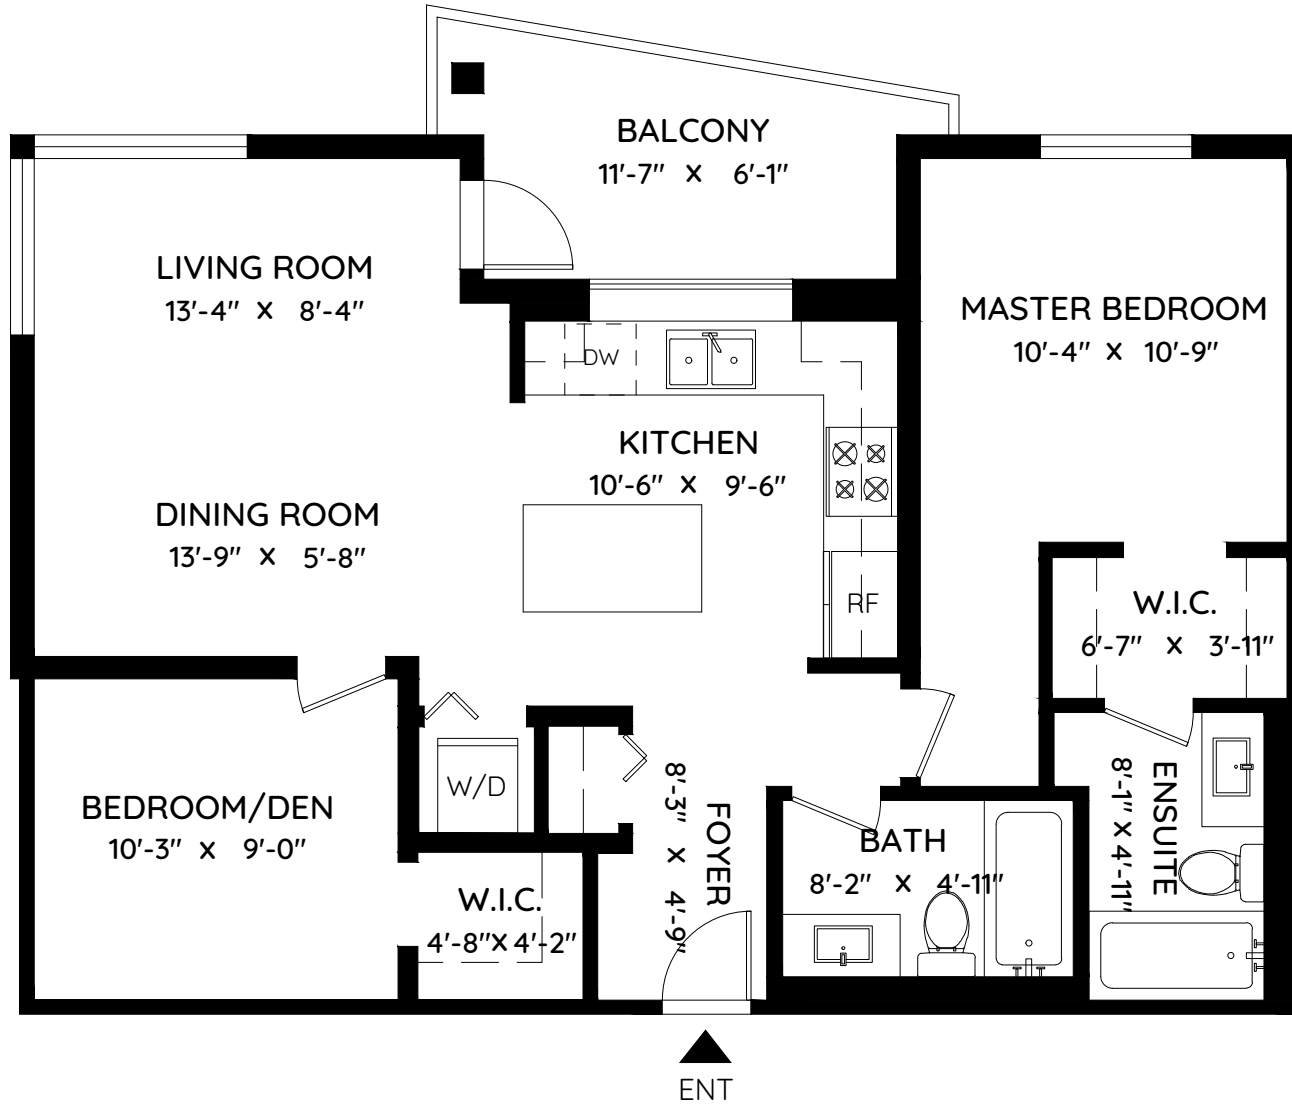 BALCONY
11'-7" X 6'-1"
LIVING ROOM
13'-4" X 8'-4"
MASTER BEDROOM
10'-4" X 10'-9"
DW
KITCHEN
10'-6" X 9'-6"
DINING ROOM
13'-9" X 5'-8"
RF
W.I.C.
6'-7" X 3'-11"
W/D
BEDROOM/DEN
10'-3" X 9'-0"
FOYER
8'-3" X 4'-9"
BATH
8'-2" X 4'-11"
ENSUITE
8'-1" X 4'-11"
W.I.C.
4'-8" X 4'-2"
ENT